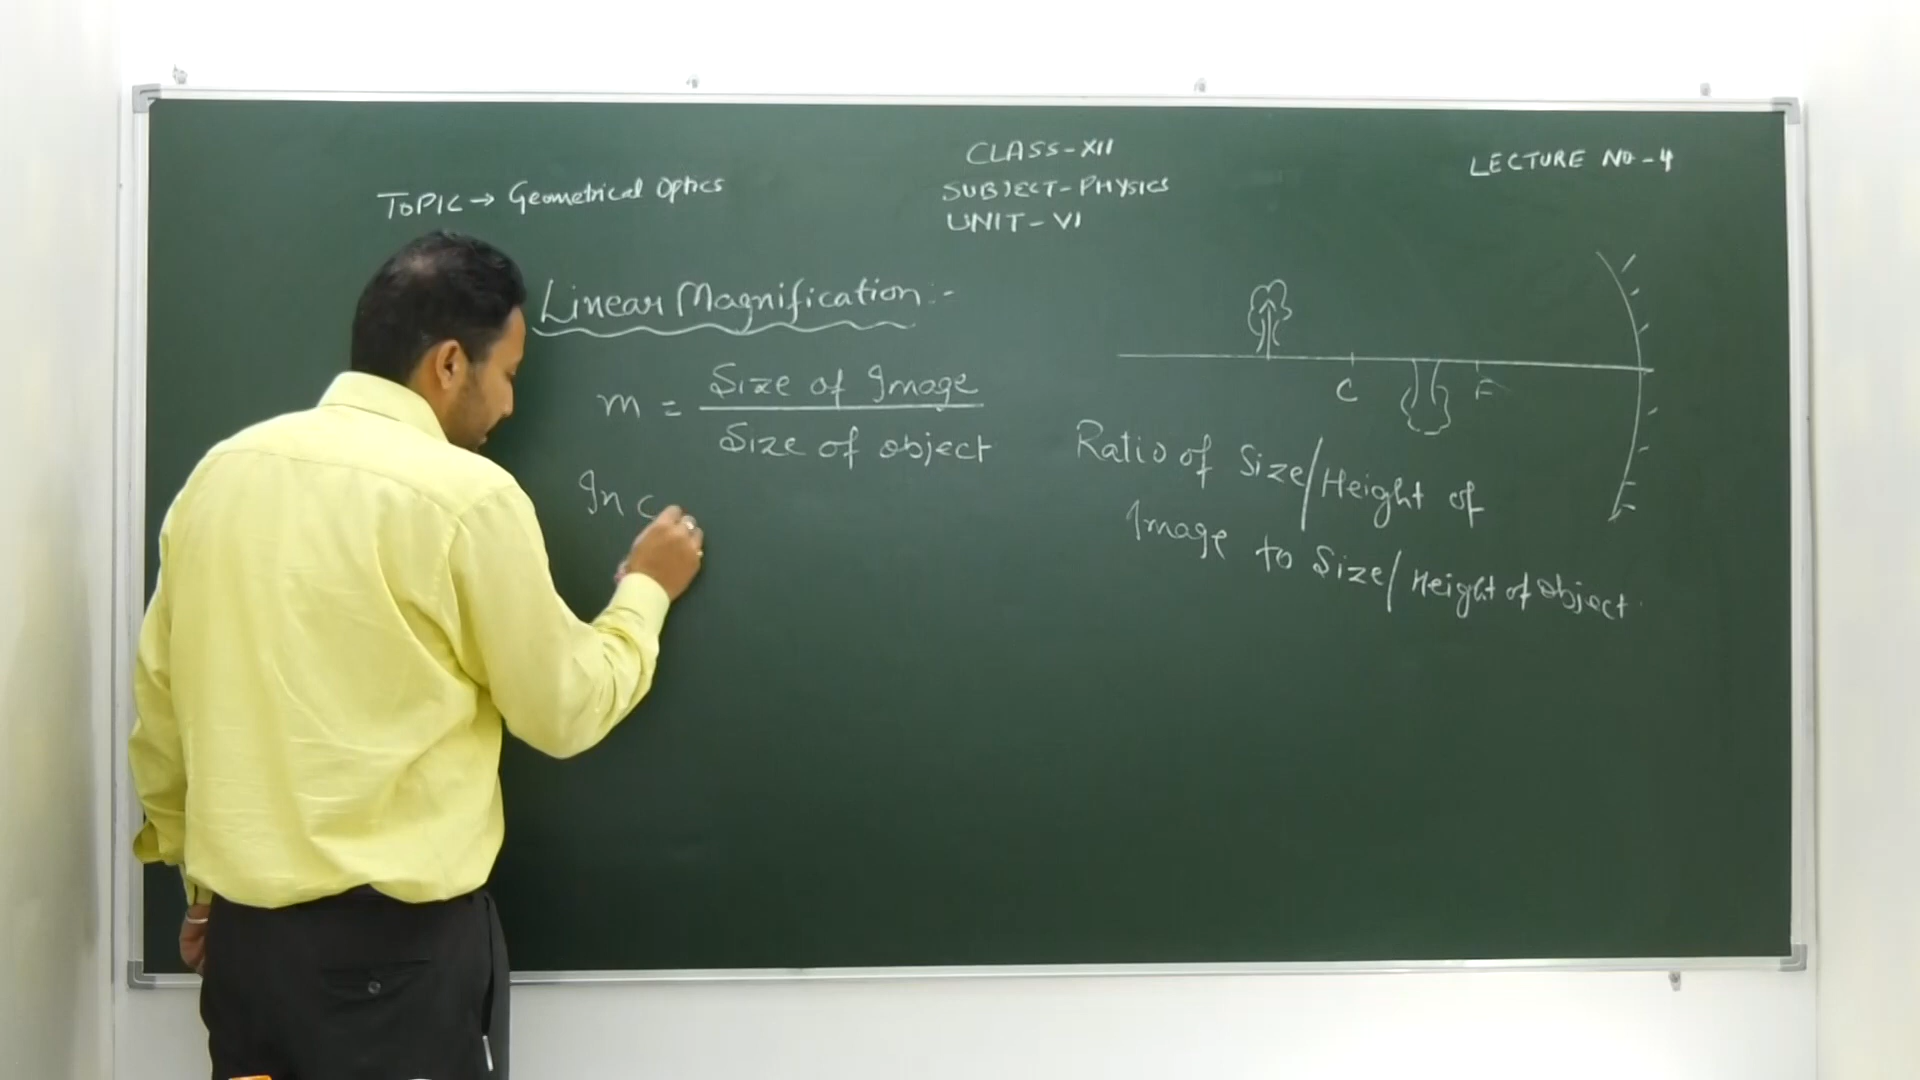 CLASS-XII
LECTURE NO-4
TOPIC → Geometrical Optics
SUBJECT-PHYSICS
UNIT-VI
Linear Magnification:-
m = Size of Image
Size of object
In c
C
F
Ratio of Size/Height of
Image to Size/Height of object